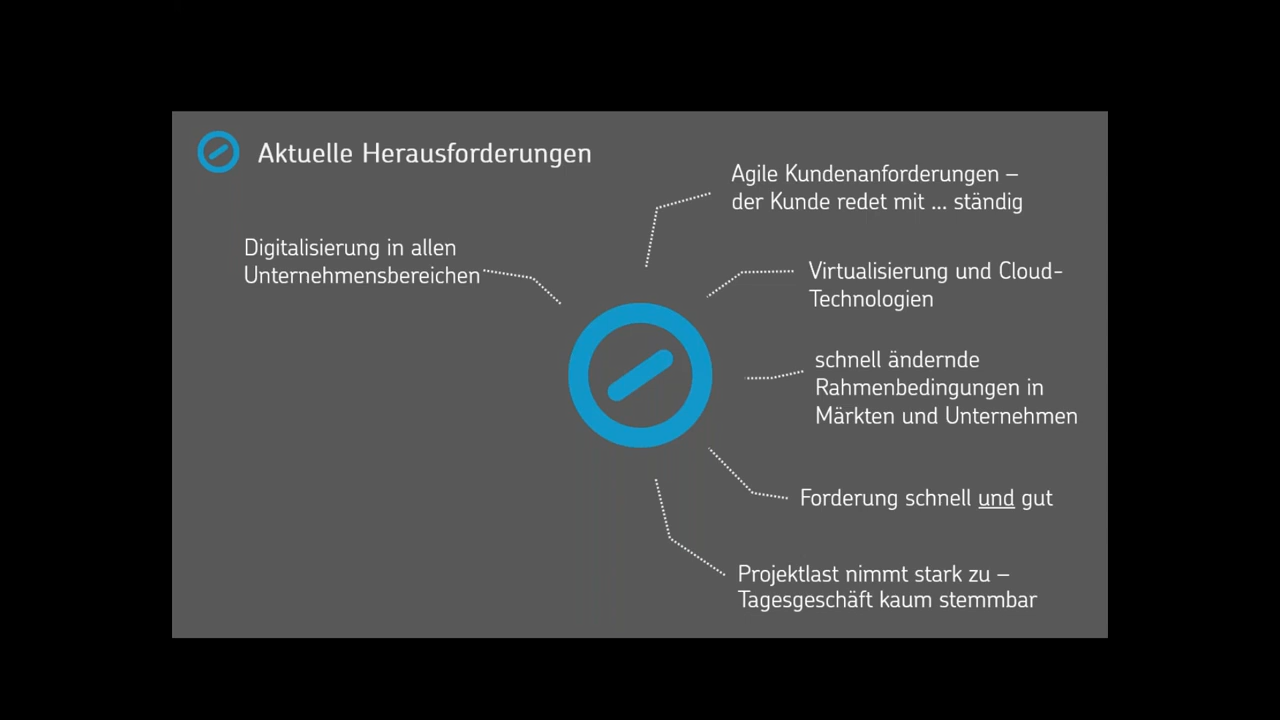 Aktuelle Herausforderungen
Digitalisierung in allen
Unternehmensbereichen
Agile Kundenanforderungen –
der Kunde redet mit ... ständig
Virtualisierung und Cloud-
Technologien
schnell ändernde
Rahmenbedingungen in
Märkten und Unternehmen
Forderung schnell und gut
Projektlast nimmt stark zu –
Tagesgeschäft kaum stemmbar